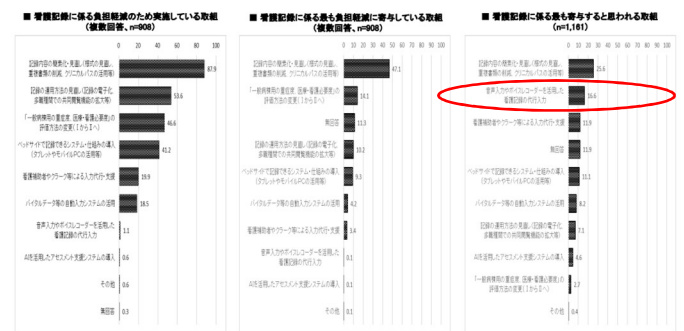 ■ 看護記録に係る負担軽減のため実施している取組
(複数回答、n=908)
記録内容の簡素化・見直し(様式の見直し、
重複書類の削減、クリニカルパスの活用等)
87.9
記録の運用方法の見直し(記録の電子化、
多職種間での共同閲覧機能の拡大等)
53.6
「一般病棟用の重症度、医療・看護必要度」の
評価方法の変更(ⅠからⅡへ)
46.6
ベッドサイドで記録できるシステム・仕組みの導入
(タブレットやモバイルPCの活用等)
41.2
看護補助者やクラーク等による入力代行・支援
19.9
バイタルデータ等の自動入力システムの活用
18.5
音声入力やボイスレコーダーを活用した
看護記録の代行入力
1.1
AIを活用したアセスメント支援システムの導入
0.6
その他
0.6
無回答
0.3
0 10 20 30 40 50 60 70 80 90 100
■ 看護記録に係る最も負担軽減に寄与している取組
(複数回答、n=908)
記録内容の簡素化・見直し(様式の見直し、
重複書類の削減、クリニカルパスの活用等)
47.1
「一般病棟用の重症度、医療・看護必要度」の
評価方法の変更(ⅠからⅡへ)
14.1
無回答
11.3
記録の運用方法の見直し(記録の電子化、
多職種間での共同閲覧機能の拡大等)
10.2
ベッドサイドで記録できるシステム・仕組みの導入
(タブレットやモバイルPCの活用等)
9.3
バイタルデータ等の自動入力システムの活用
4.2
看護補助者やクラーク等による入力代行・支援
3.4
音声入力やボイスレコーダーを活用した
看護記録の代行入力
0.1
AIを活用したアセスメント支援システムの導入
0.1
その他
0.1
0 10 20 30 40 50 60 70 80 90 100
■ 看護記録に係る最も寄与すると思われる取組
(n=1,161)
記録内容の簡素化・見直し(様式の見直し、
重複書類の削減、クリニカルパスの活用等)
25.6
音声入力やボイスレコーダーを活用した
看護記録の代行入力
16.6
看護補助者やクラーク等による入力代行・支援
11.9
無回答
11.9
ベッドサイドで記録できるシステム・仕組みの導入
(タブレットやモバイルPCの活用等)
11.1
バイタルデータ等の自動入力システムの活用
8.2
記録の運用方法の見直し(記録の電子化、
多職種間での共同閲覧機能の拡大等)
7.1
AIを活用したアセスメント支援システムの導入
4.6
「一般病棟用の重症度、医療・看護必要度」の
評価方法の変更(ⅠからⅡへ)
2.7
その他
0.4
0 10 20 30 40 50 60 70 80 90 100